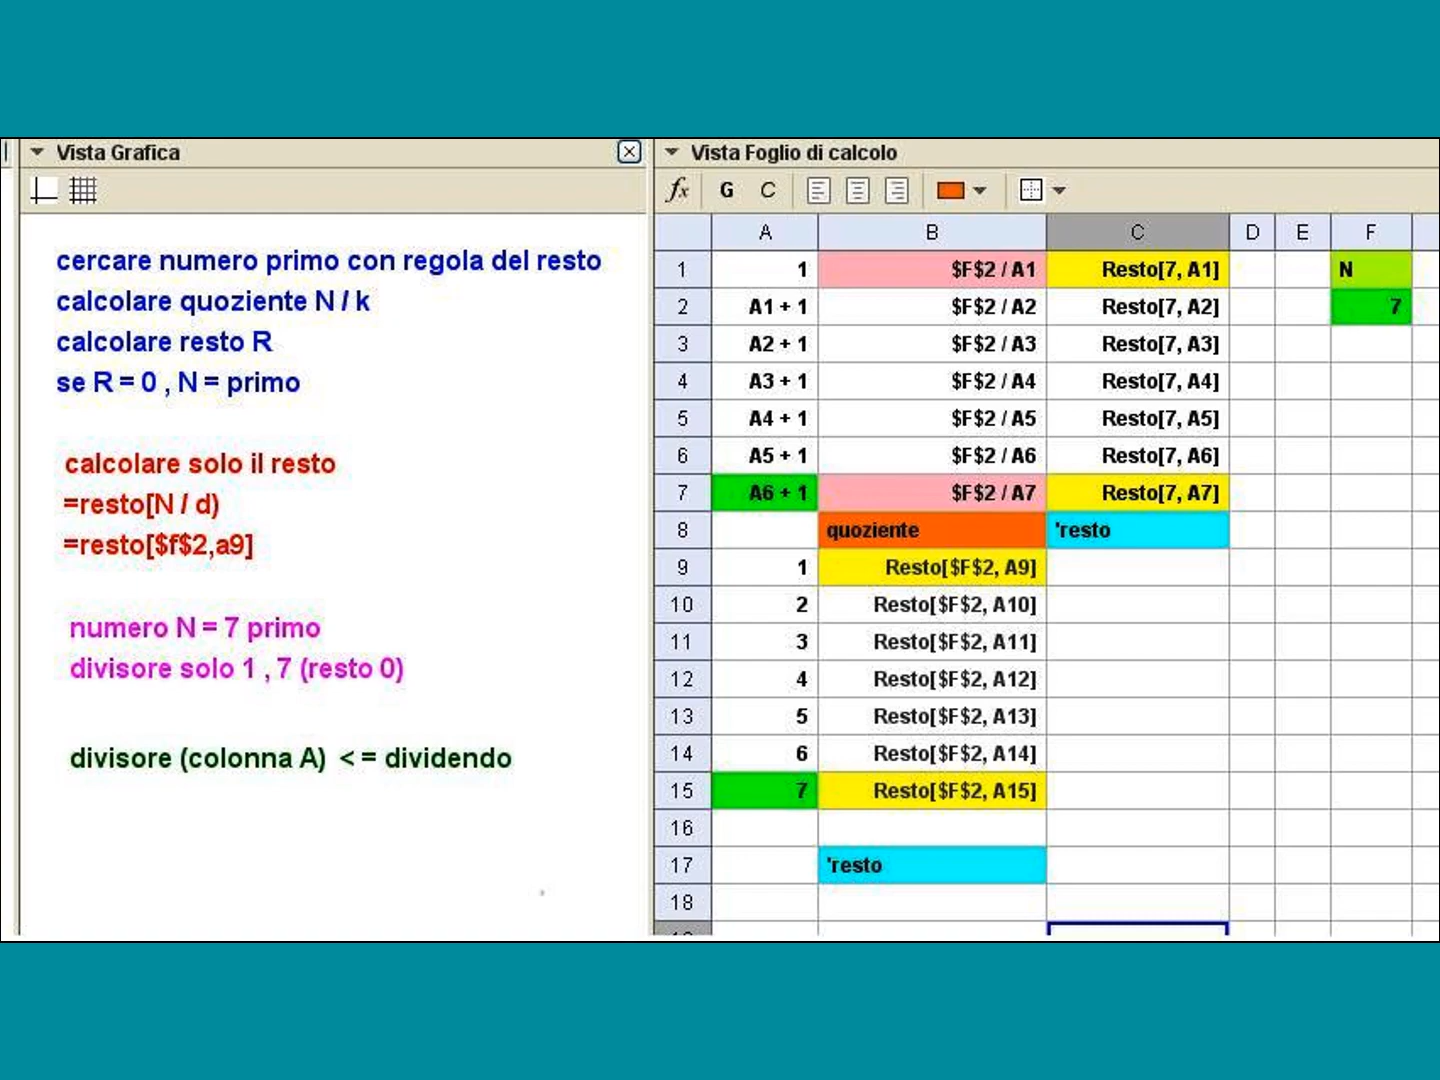 Vista Grafica
cercare numero primo con regola del resto
calcolare quoziente N / k
calcolare resto R
se R = 0 , N = primo
calcolare solo il resto
=resto[N / d)
=resto[$f$2,a9]
numero N = 7 primo
divisore solo 1 , 7 (resto 0)
divisore (colonna A) < = dividendo
Vista Foglio di calcolo
fx G C
A B C D E F
1 1 $F$2 / A1 Resto[7, A1] N
2 A1 + 1 $F$2 / A2 Resto[7, A2] 7
3 A2 + 1 $F$2 / A3 Resto[7, A3]
4 A3 + 1 $F$2 / A4 Resto[7, A4]
5 A4 + 1 $F$2 / A5 Resto[7, A5]
6 A5 + 1 $F$2 / A6 Resto[7, A6]
7 A6 + 1 $F$2 / A7 Resto[7, A7]
8 quoziente 'resto
9 1 Resto[$F$2, A9]
10 2 Resto[$F$2, A10]
11 3 Resto[$F$2, A11]
12 4 Resto[$F$2, A12]
13 5 Resto[$F$2, A13]
14 6 Resto[$F$2, A14]
15 7 Resto[$F$2, A15]
16
17 'resto
18